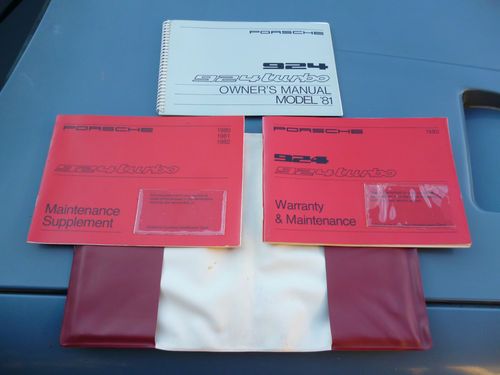 PORSCHE
924
924 turbo
OWNER'S MANUAL
MODEL '81
PORSCHE
1980
1981
1982
924 turbo
Maintenance
Supplement
PORSCHE
924
924 turbo
Warranty
& Maintenance